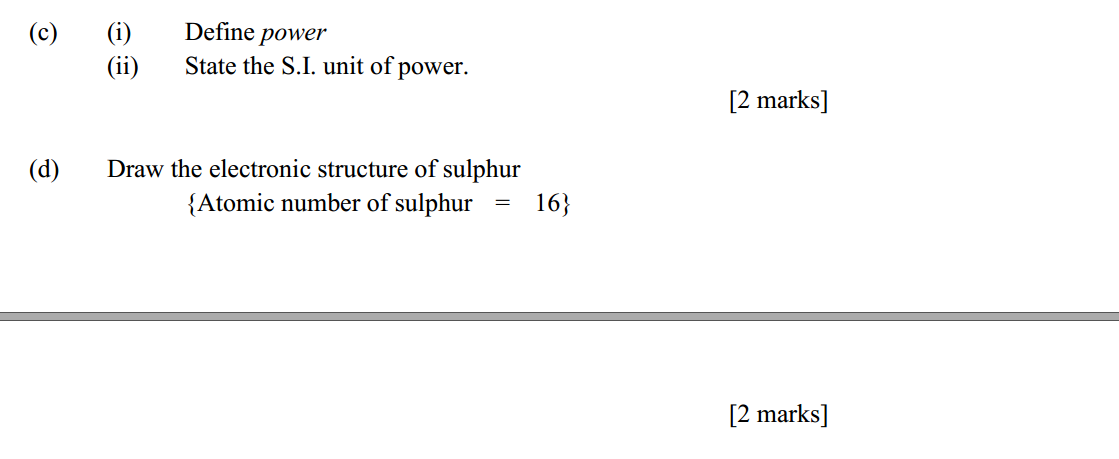 (c) (i) Define power
(ii) State the S.I. unit of power.
[2 marks]
(d) Draw the electronic structure of sulphur
{Atomic number of sulphur = 16}
[2 marks]